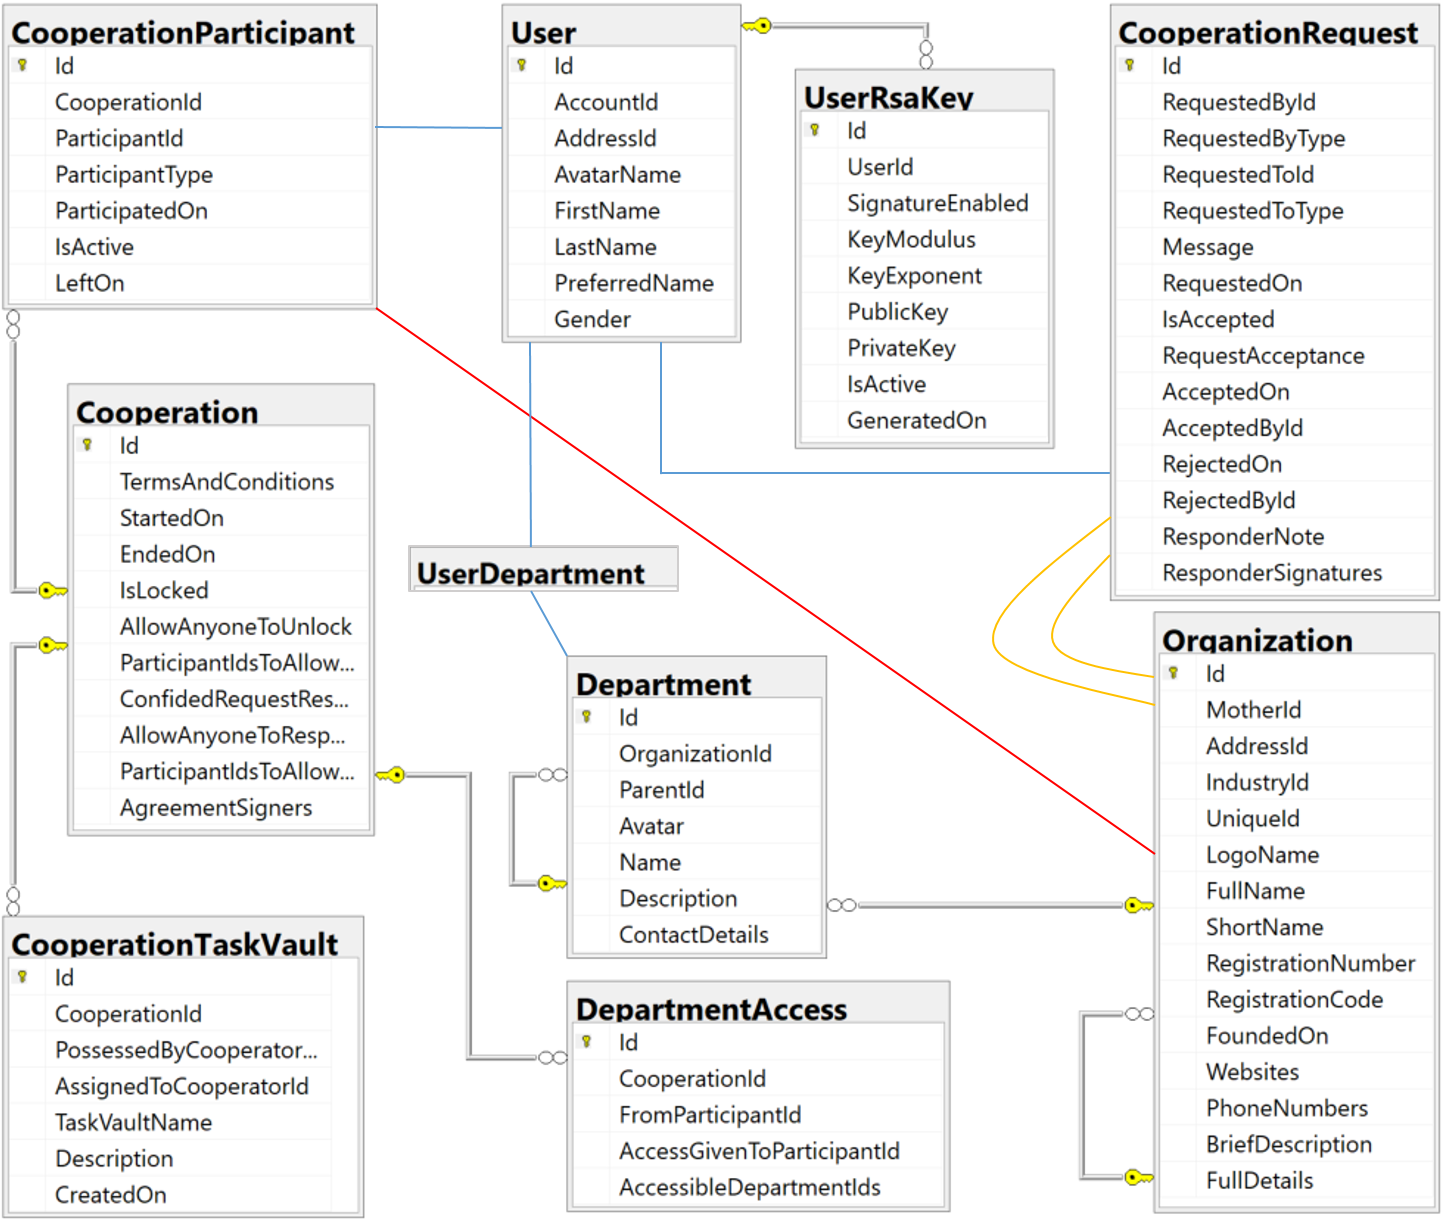 CooperationParticipant
Id
CooperationId
ParticipantId
ParticipantType
ParticipatedOn
IsActive
LeftOn
User
Id
AccountId
AddressId
AvatarName
FirstName
LastName
PreferredName
Gender
UserRsaKey
Id
UserId
SignatureEnabled
KeyModulus
KeyExponent
PublicKey
PrivateKey
IsActive
GeneratedOn
CooperationRequest
Id
RequestedById
RequestedByType
RequestedToId
RequestedToType
Message
RequestedOn
IsAccepted
RequestAcceptance
AcceptedOn
AcceptedById
RejectedOn
RejectedById
ResponderNote
ResponderSignatures
Cooperation
Id
TermsAndConditions
StartedOn
EndedOn
IsLocked
AllowAnyoneToUnlock
ParticipantIdsToAllow...
ConfidedRequestRes...
AllowAnyoneToResp...
ParticipantIdsToAllow...
AgreementSigners
UserDepartment
Department
Id
OrganizationId
ParentId
Avatar
Name
Description
ContactDetails
Organization
Id
MotherId
AddressId
IndustryId
UniqueId
LogoName
FullName
ShortName
RegistrationNumber
RegistrationCode
FoundedOn
Websites
PhoneNumbers
BriefDescription
FullDetails
CooperationTaskVault
Id
CooperationId
PossessedByCooperator...
AssignedToCooperatorId
TaskVaultName
Description
CreatedOn
DepartmentAccess
Id
CooperationId
FromParticipantId
AccessGivenToParticipantId
AccessibleDepartmentIds